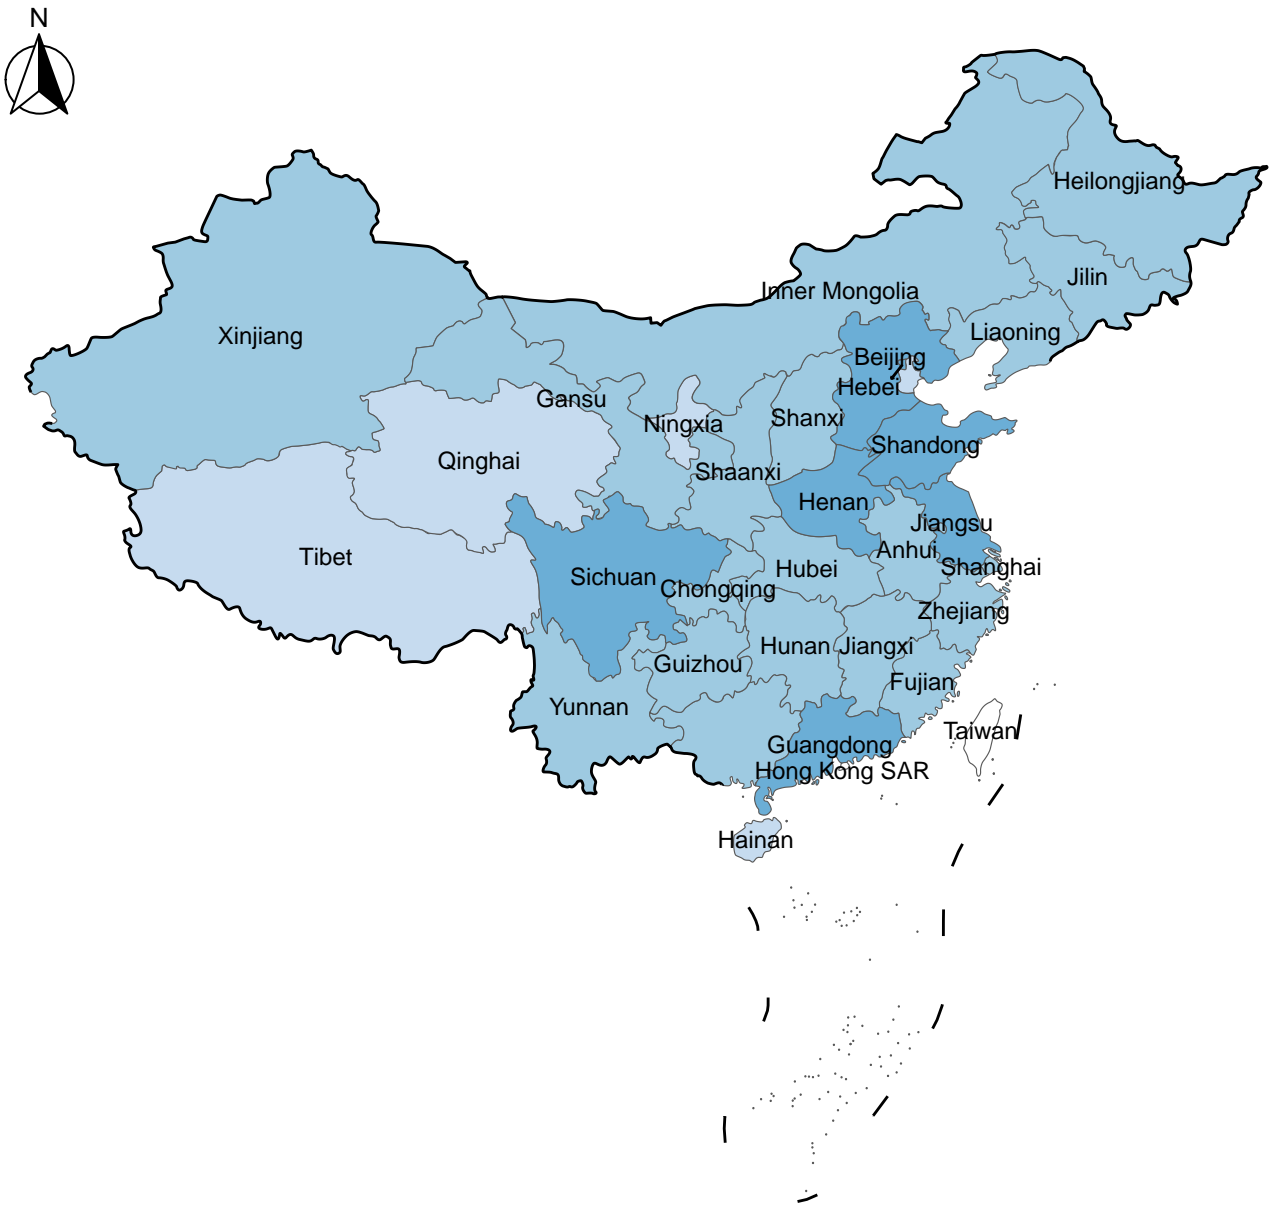 N
Heilongjiang
Jilin
Inner Mongolia
Liaoning
Xinjiang
Beijing
Hebei
Gansu
Ningxia
Shanxi
Shandong
Qinghai
Shaanxi
Henan
Jiangsu
Anhui
Tibet
Shanghai
Hubei
Sichuan
Chongqing
Zhejiang
Hunan
Jiangxi
Guizhou
Fujian
Yunnan
Taiwan
Guangdong
Hong Kong SAR
Hainan